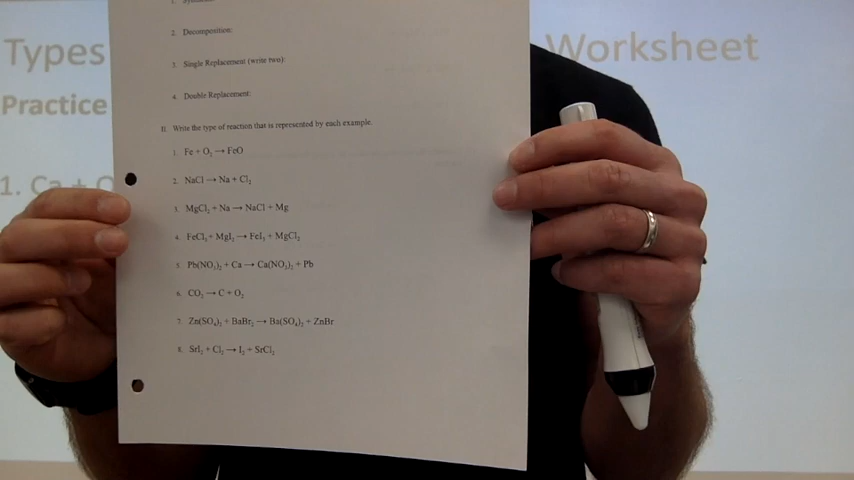 Types Worksheet
Practice
1. Ca + O
1. Synthesis:
2. Decomposition:
3. Single Replacement (write two):
4. Double Replacement:
II. Write the type of reaction that is represented by each example.
1. Fe + O₂ → FeO
2. NaCl → Na + Cl₂
3. MgCl₂ + Na → NaCl + Mg
4. FeCl₃ + MgI₂ → FeI₃ + MgCl₂
5. Pb(NO₃)₂ + Ca → Ca(NO₃)₂ + Pb
6. CO₂ → C + O₂
7. Zn(SO₄)₂ + BaBr₂ → Ba(SO₄)₂ + ZnBr
8. SrI₂ + Cl₂ → I₂ + SrCl₂